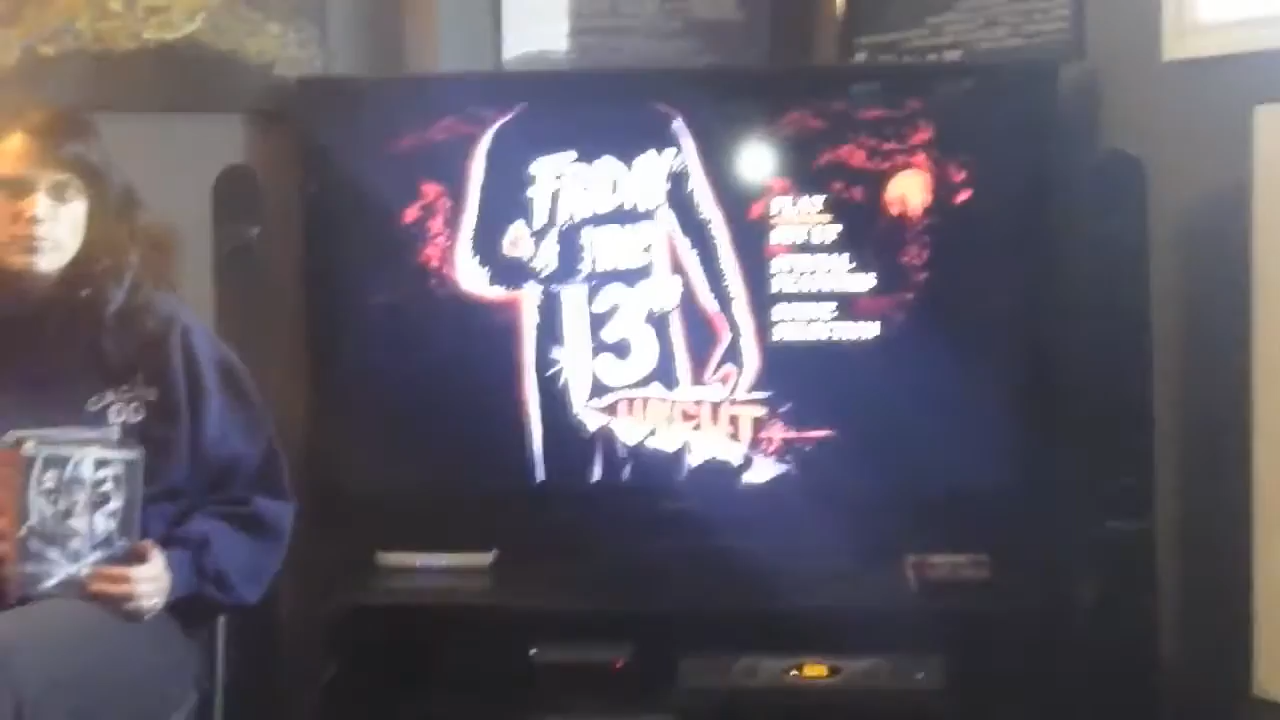 FRIDAY
THE
13th
UNCUT
PLAY
SET UP
SPECIAL
FEATURES
SCENE
SELECTION